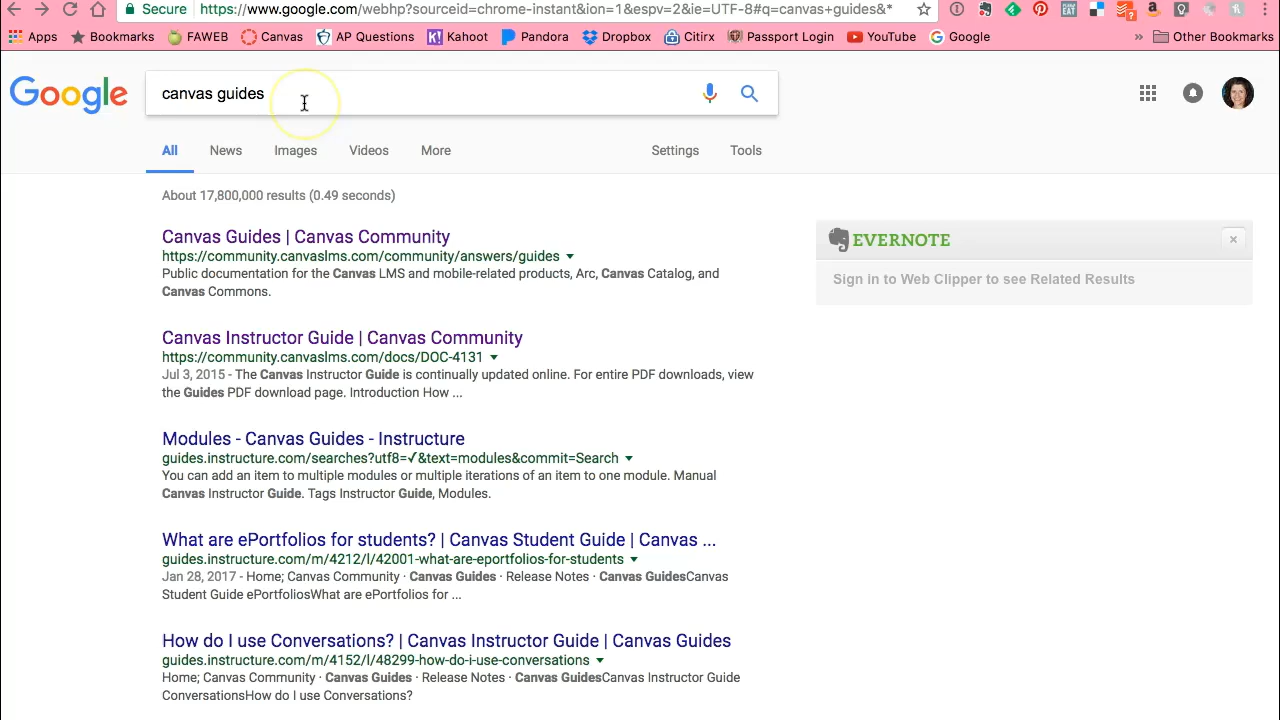 Secure https://www.google.com/webhp?sourceid=chrome-instant&ion=1&espv=2&ie=UTF-8#q=canvas+guides&*
Apps Bookmarks FAWEB Canvas AP Questions Kahoot Pandora Dropbox Citirx Passport Login YouTube Google » Other Bookmarks
Google canvas guides
All News Images Videos More Settings Tools
About 17,800,000 results (0.49 seconds)
Canvas Guides | Canvas Community
https://community.canvaslms.com/community/answers/guides
Public documentation for the Canvas LMS and mobile-related products, Arc, Canvas Catalog, and
Canvas Commons.
EVERNOTE
Sign in to Web Clipper to see Related Results
Canvas Instructor Guide | Canvas Community
https://community.canvaslms.com/docs/DOC-4131
Jul 3, 2015 - The Canvas Instructor Guide is continually updated online. For entire PDF downloads, view
the Guides PDF download page. Introduction How ...
Modules - Canvas Guides - Instructure
guides.instructure.com/searches?utf8=✓&text=modules&commit=Search
You can add an item to multiple modules or multiple iterations of an item to one module. Manual
Canvas Instructor Guide. Tags Instructor Guide, Modules.
What are ePortfolios for students? | Canvas Student Guide | Canvas ...
guides.instructure.com/m/4212/l/42001-what-are-eportfolios-for-students
Jan 28, 2017 - Home; Canvas Community · Canvas Guides · Release Notes · Canvas GuidesCanvas
Student Guide ePortfoliosWhat are ePortfolios for ...
How do I use Conversations? | Canvas Instructor Guide | Canvas Guides
guides.instructure.com/m/4152/l/48299-how-do-i-use-conversations
Home; Canvas Community · Canvas Guides · Release Notes · Canvas GuidesCanvas Instructor Guide
ConversationsHow do I use Conversations?